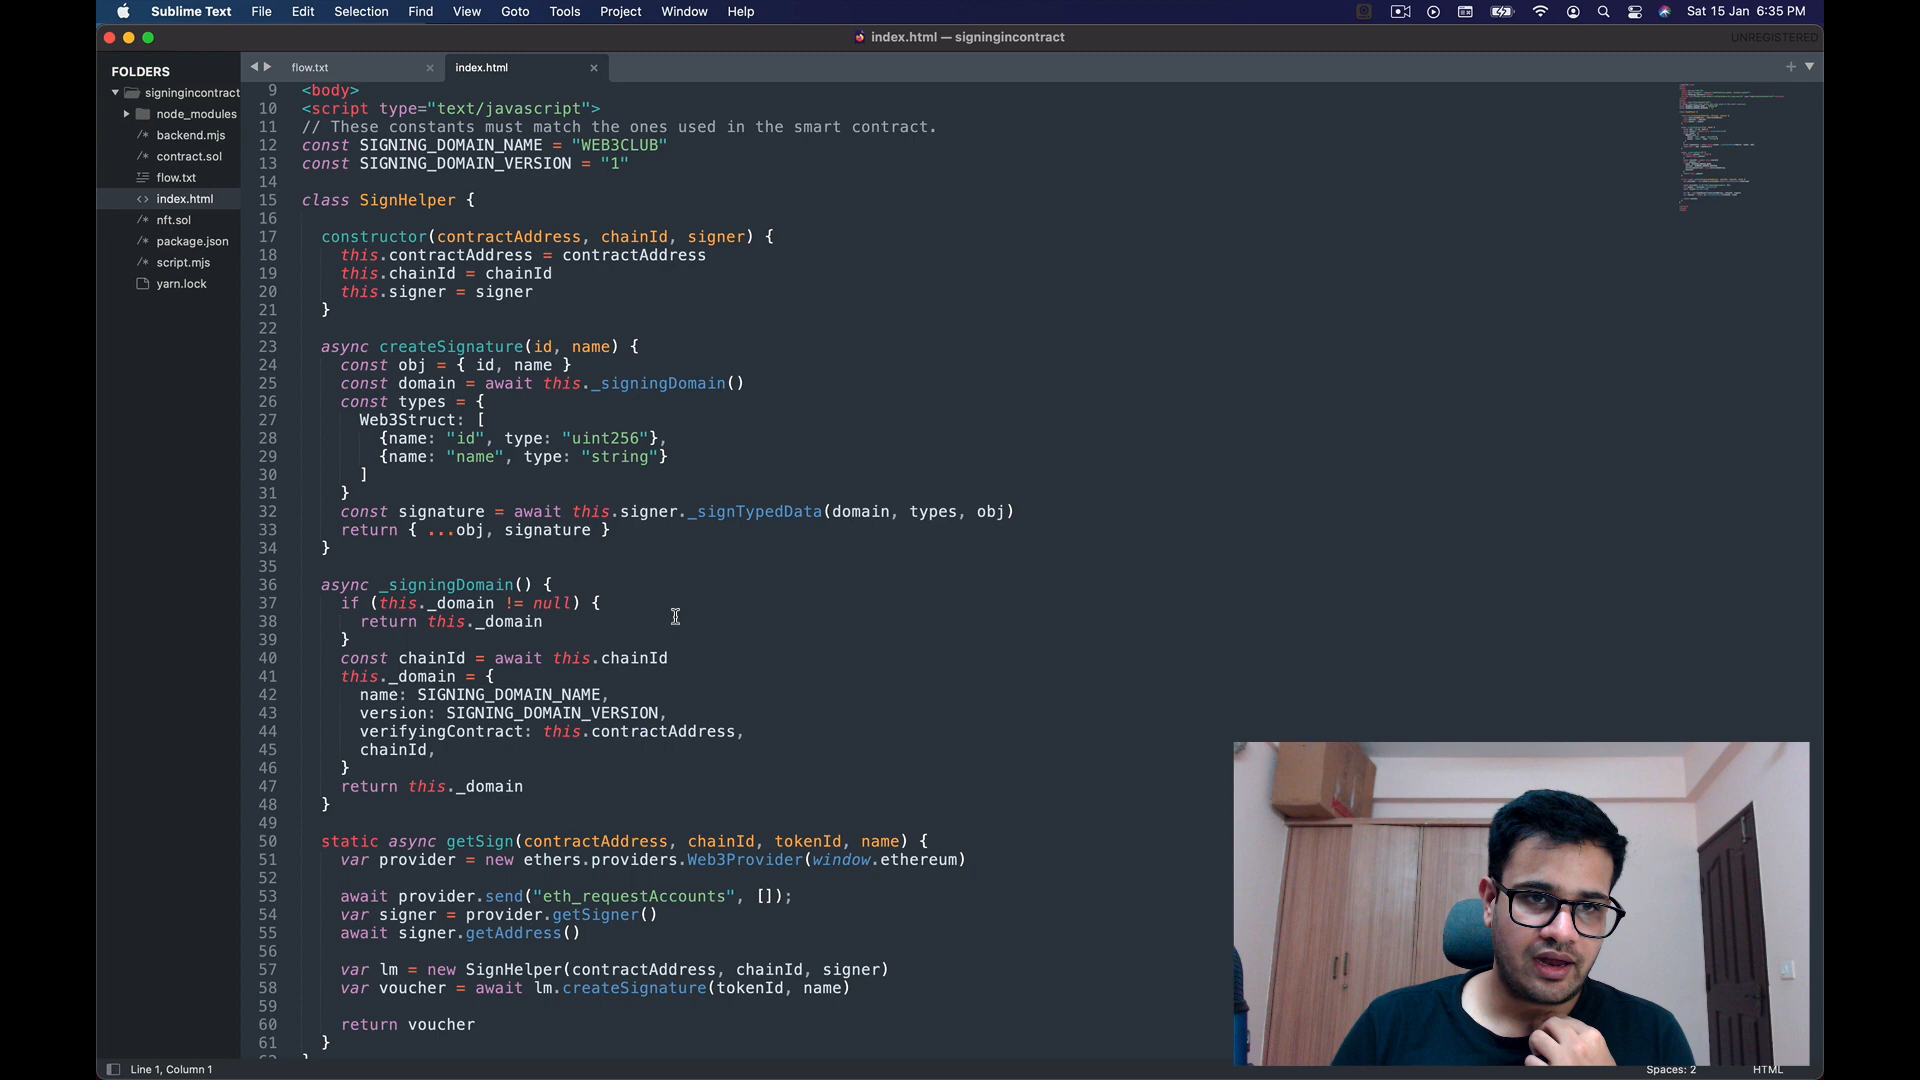 Sublime Text File Edit Selection Find View Goto Tools Project Window Help Sat 15 Jan 6:35 PM
index.html — signingincontract UNREGISTERED
FOLDERS
signingincontract
node_modules
backend.mjs
contract.sol
flow.txt
index.html
nft.sol
package.json
script.mjs
yarn.lock
flow.txt index.html
9 <body>
10 <script type="text/javascript">
11 // These constants must match the ones used in the smart contract.
12 const SIGNING_DOMAIN_NAME = "WEB3CLUB"
13 const SIGNING_DOMAIN_VERSION = "1"
14
15 class SignHelper {
16
17 constructor(contractAddress, chainId, signer) {
18 this.contractAddress = contractAddress
19 this.chainId = chainId
20 this.signer = signer
21 }
22
23 async createSignature(id, name) {
24 const obj = { id, name }
25 const domain = await this._signingDomain()
26 const types = {
27 Web3Struct: [
28 {name: "id", type: "uint256"},
29 {name: "name", type: "string"}
30 ]
31 }
32 const signature = await this.signer._signTypedData(domain, types, obj)
33 return { ...obj, signature }
34 }
35
36 async _signingDomain() {
37 if (this._domain != null) {
38 return this._domain
39 }
40 const chainId = await this.chainId
41 this._domain = {
42 name: SIGNING_DOMAIN_NAME,
43 version: SIGNING_DOMAIN_VERSION,
44 verifyingContract: this.contractAddress,
45 chainId,
46 }
47 return this._domain
48 }
49
50 static async getSign(contractAddress, chainId, tokenId, name) {
51 var provider = new ethers.providers.Web3Provider(window.ethereum)
52
53 await provider.send("eth_requestAccounts", []);
54 var signer = provider.getSigner()
55 await signer.getAddress()
56
57 var lm = new SignHelper(contractAddress, chainId, signer)
58 var voucher = await lm.createSignature(tokenId, name)
59
60 return voucher
61 }
Line 1, Column 1 Spaces: 2 HTML